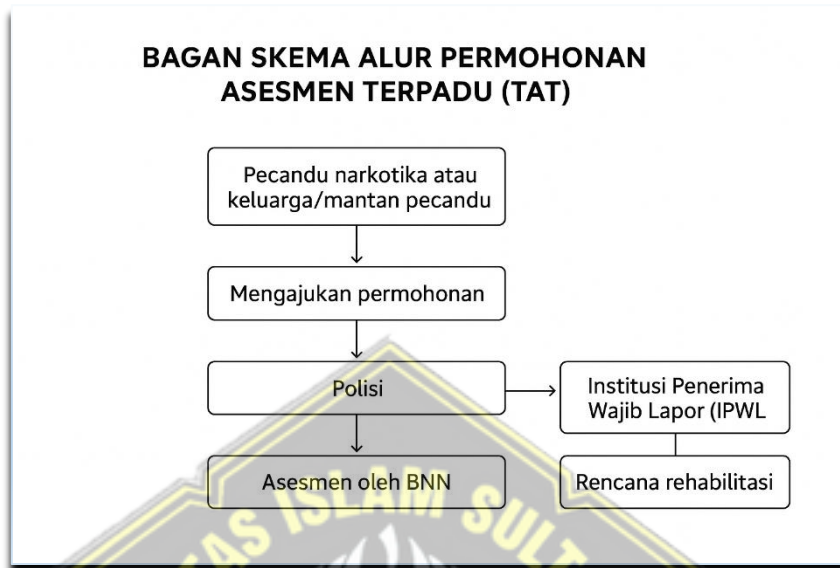 BAGAN SKEMA ALUR PERMOHONAN
ASESMEN TERPADU (TAT)
Pecandu narkotika atau
keluarga/mantan pecandu
Mengajukan permohonan
Polisi
Institusi Penerima
Wajib Lapor (IPWL
Asesmen oleh BNN
Rencana rehabilitasi
ISLAM